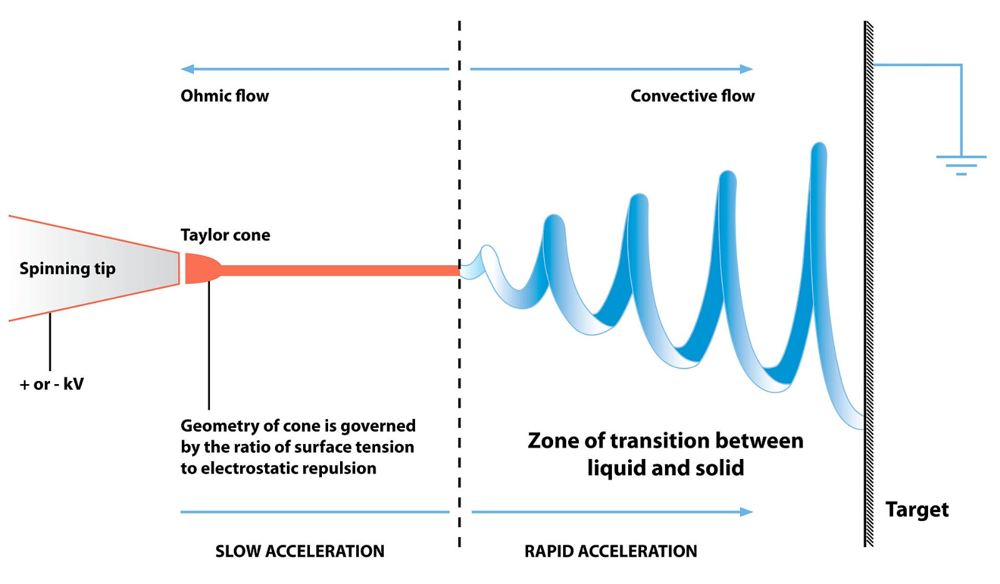 Ohmic flow
Convective flow
Taylor cone
Spinning tip
+ or - kV
Geometry of cone is governed
by the ratio of surface tension
to electrostatic repulsion
Zone of transition between
liquid and solid
Target
SLOW ACCELERATION
RAPID ACCELERATION